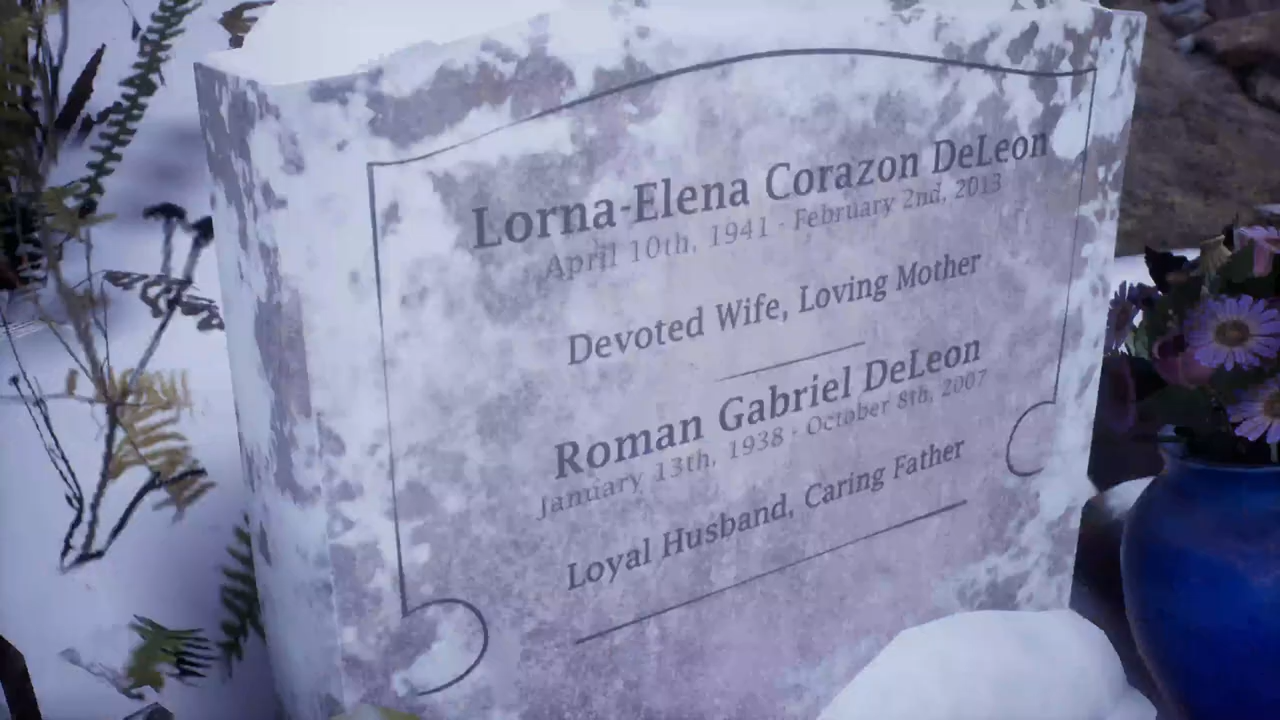 Lorna-Elena Corazon DeLeon
April 10th, 1941 - February 2nd, 2013
Devoted Wife, Loving Mother
Roman Gabriel DeLeon
January 13th, 1938 - October 8th, 2007
Loyal Husband, Caring Father